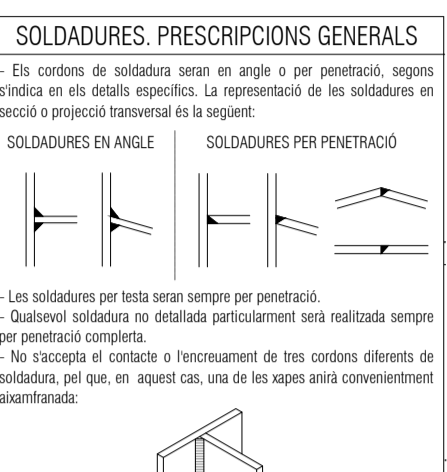 SOLDADURES. PRESCRIPCIONS GENERALS
- Els cordons de soldadura seran en angle o per penetració, segons
s'indica en els detalls específics. La representació de les soldadures en
secció o projecció transversal és la següent:
SOLDADURES EN ANGLE
SOLDADURES PER PENETRACIÓ
- Les soldadures per testa seran sempre per penetració.
- Qualsevol soldadura no detallada particularment serà realitzada sempre
per penetració complerta.
- No s'accepta el contacte o l'encreuament de tres cordons diferents de
soldadura, pel que, en aquest cas, una de les xapes anirà convenientment
aixamfranada: